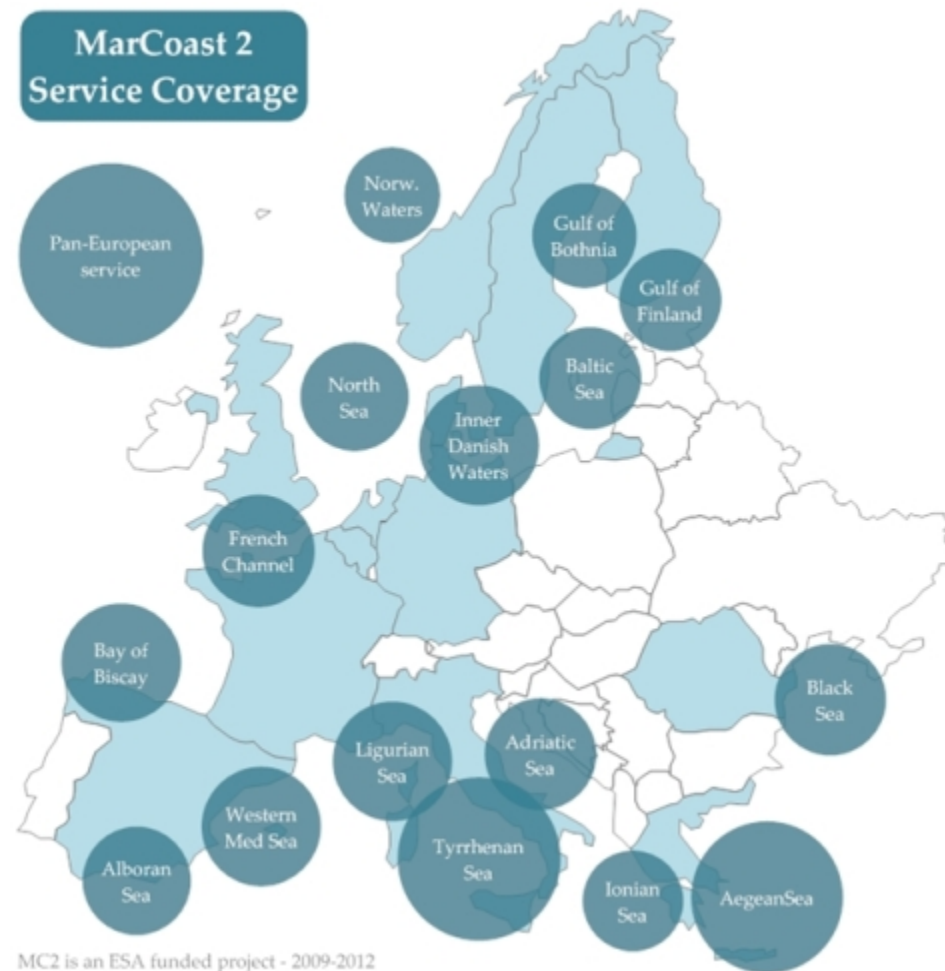 MarCoast 2
Service Coverage
Norw.
Waters
Pan-European
service
Gulf of
Bothnia
Gulf of
Finland
North
Sea
Baltic
Sea
Inner
Danish
Waters
French
Channel
Bay of
Biscay
Black
Sea
Ligurian
Sea
Adriatic
Sea
Western
Med Sea
Tyrrhenan
Sea
Alboran
Sea
Ionian
Sea
AegeanSea
MC2 is an ESA funded project - 2009-2012